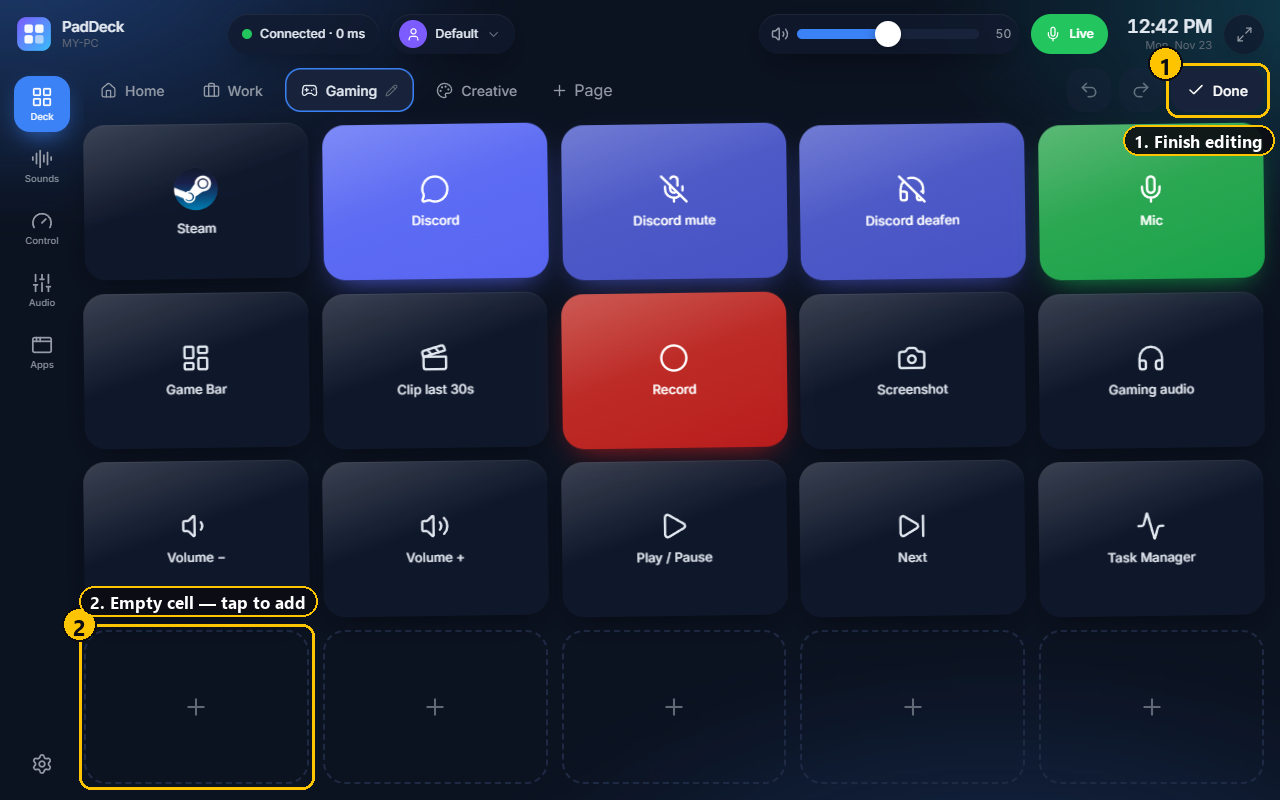 PadDeck
MY-PC
Connected · 0 ms
Default
50
Live
12:42 PM
Mon, Nov 23
Deck
Sounds
Control
Audio
Apps
Home
Work
Gaming
Creative
Page
1
Done
1. Finish editing
Steam
Discord
Discord mute
Discord deafen
Mic
Game Bar
Clip last 30s
Record
Screenshot
Gaming audio
Volume −
Volume +
Play / Pause
Next
Task Manager
2. Empty cell — tap to add
2